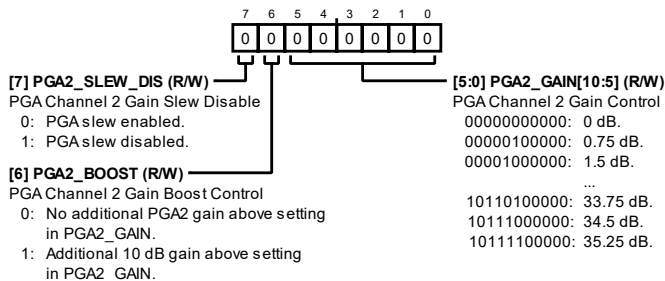 7 6 5 4 3 2 1 0
0 0 0 0 0 0 0 0
[7] PGA2_SLEW_DIS (R/W)
PGA Channel 2 Gain Slew Disable
0: PGA slew enabled.
1: PGA slew disabled.
[6] PGA2_BOOST (R/W)
PGA Channel 2 Gain Boost Control
0: No additional PGA2 gain above setting
in PGA2_GAIN.
1: Additional 10 dB gain above setting
in PGA2 GAIN.
[5:0] PGA2_GAIN[10:5] (R/W)
PGA Channel 2 Gain Control
00000000000: 0 dB.
00000100000: 0.75 dB.
00001000000: 1.5 dB.
...
10110100000: 33.75 dB.
10111000000: 34.5 dB.
10111100000: 35.25 dB.